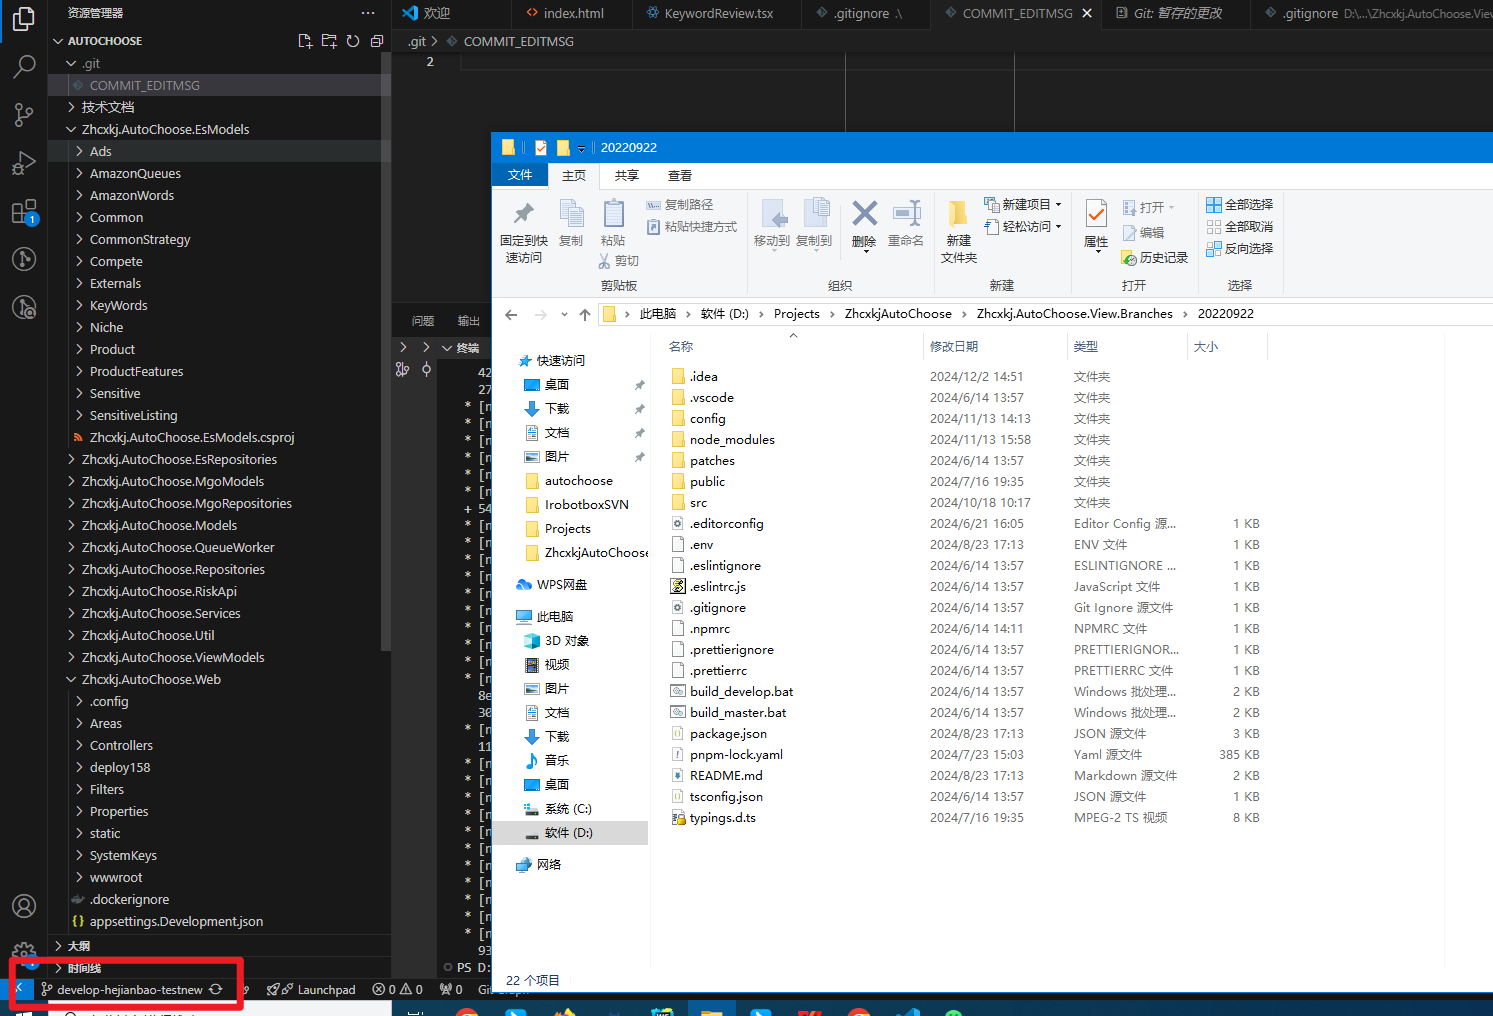 资源管理器
欢迎
index.html
KeywordReview.tsx
.gitignore .\
COMMIT_EDITMSG
Git: 暂存的更改
.gitignore D:\...\Zhcxkj.AutoChoose.View
AUTOCHOOSE
.git > COMMIT_EDITMSG
2
.git
COMMIT_EDITMSG
技术文档
Zhcxkj.AutoChoose.EsModels
Ads
AmazonQueues
AmazonWords
Common
CommonStrategy
Compete
Externals
KeyWords
Niche
Product
ProductFeatures
Sensitive
SensitiveListing
Zhcxkj.AutoChoose.EsModels.csproj
Zhcxkj.AutoChoose.EsRepositories
Zhcxkj.AutoChoose.MgoModels
Zhcxkj.AutoChoose.MgoRepositories
Zhcxkj.AutoChoose.Models
Zhcxkj.AutoChoose.QueueWorker
Zhcxkj.AutoChoose.Repositories
Zhcxkj.AutoChoose.RiskApi
Zhcxkj.AutoChoose.Services
Zhcxkj.AutoChoose.Util
Zhcxkj.AutoChoose.ViewModels
Zhcxkj.AutoChoose.Web
.config
Areas
Controllers
deploy158
Filters
Properties
static
SystemKeys
wwwroot
.dockerignore
appsettings.Development.json
大纲
时间线
develop-hejianbao-testnew
Launchpad
0 0
0
1
问题 输出
终端
42
27
+ 54
8e
30
11
93
PS D:
20220922
文件 主页 共享 查看
固定到快速访问
复制
粘贴
复制路径
粘贴快捷方式
剪切
剪贴板
移动到
复制到
删除
重命名
组织
新建文件夹
新建项目
轻松访问
新建
属性
打开
编辑
历史记录
打开
全部选择
全部取消
反向选择
选择
此电脑 > 软件 (D:) > Projects > ZhcxkjAutoChoose > Zhcxkj.AutoChoose.View.Branches > 20220922
快速访问
桌面
下载
文档
图片
autochoose
IrobotboxSVN
Projects
ZhcxkjAutoChoose
WPS网盘
此电脑
3D 对象
视频
图片
文档
下载
音乐
桌面
系统 (C:)
软件 (D:)
网络
名称 修改日期 类型 大小
.idea 2024/12/2 14:51 文件夹
.vscode 2024/6/14 13:57 文件夹
config 2024/11/13 14:13 文件夹
node_modules 2024/11/13 15:58 文件夹
patches 2024/6/14 13:57 文件夹
public 2024/7/16 19:35 文件夹
src 2024/10/18 10:17 文件夹
.editorconfig 2024/6/21 16:05 Editor Config 源... 1 KB
.env 2024/8/23 17:13 ENV 文件 1 KB
.eslintignore 2024/6/14 13:57 ESLINTIGNORE ... 1 KB
.eslintrc.js 2024/6/14 13:57 JavaScript 文件 1 KB
.gitignore 2024/6/14 13:57 Git Ignore 源文件 1 KB
.npmrc 2024/6/14 14:11 NPMRC 文件 1 KB
.prettierignore 2024/6/14 13:57 PRETTIERIGNOR... 1 KB
.prettierrc 2024/6/14 13:57 PRETTIERRC 文件 1 KB
build_develop.bat 2024/6/14 13:57 Windows 批处理... 2 KB
build_master.bat 2024/6/14 13:57 Windows 批处理... 2 KB
package.json 2024/8/23 17:13 JSON 源文件 3 KB
pnpm-lock.yaml 2024/7/23 15:03 Yaml 源文件 385 KB
README.md 2024/8/23 17:13 Markdown 源文件 2 KB
tsconfig.json 2024/6/14 13:57 JSON 源文件 1 KB
typings.d.ts 2024/7/16 19:35 MPEG-2 TS 视频 8 KB
22 个项目